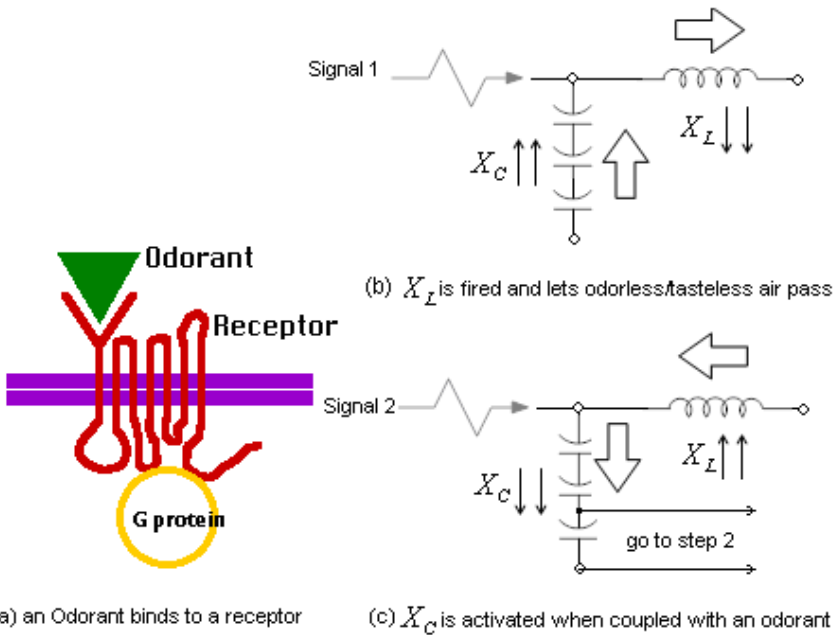 Signal 1
X_C
X_L
(b) X_L is fired and lets odorless/tasteless air pass
Odorant
Receptor
G protein
a) an Odorant binds to a receptor
Signal 2
X_C
X_L
go to step 2
(c) X_C is activated when coupled with an odorant